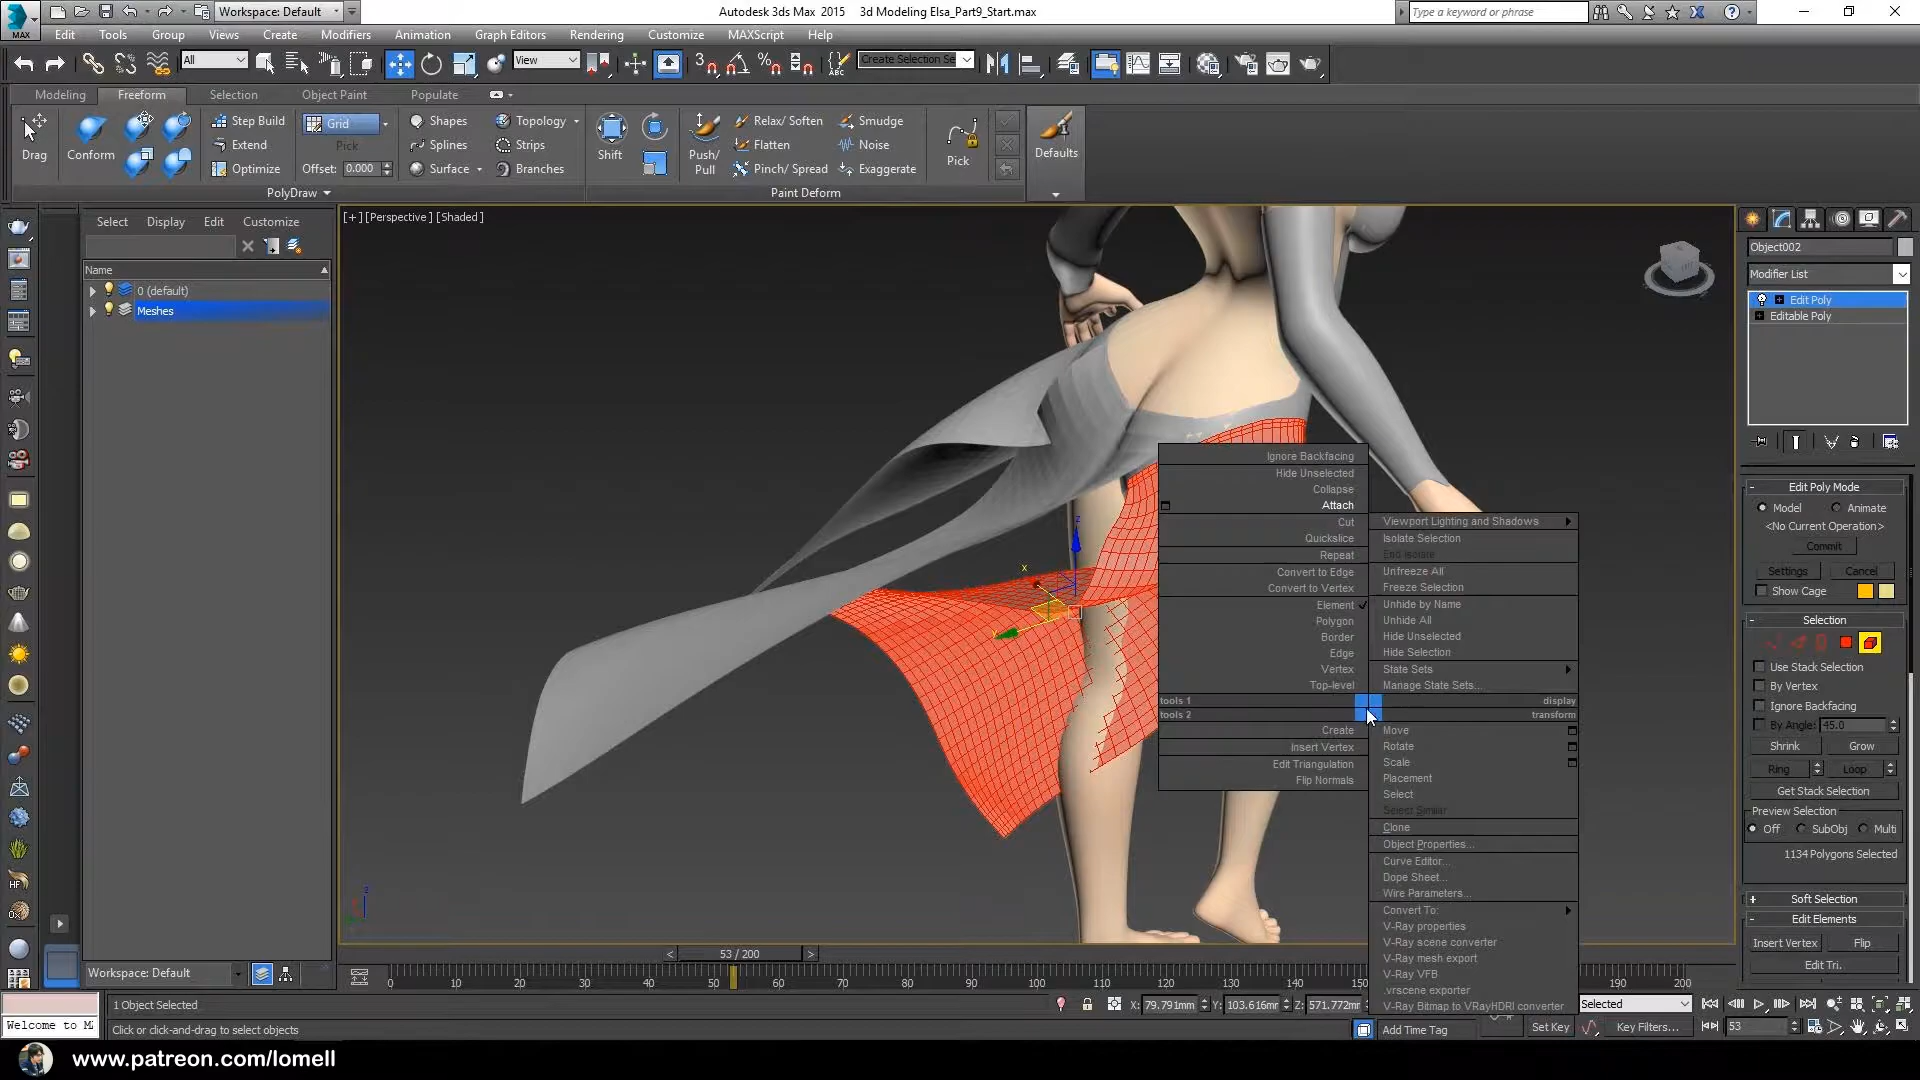 Workspace: Default
Autodesk 3ds Max 2015 3d Modeling Elsa_Part9_Start.max
Type a keyword or phrase
MAX
Edit Tools Group Views Create Modifiers Animation Graph Editors Rendering Customize MAXScript Help
All View 3 ABC Create Selection Se
Modeling Freeform Selection Object Paint Populate
Step Build Grid Shapes Topology Relax/ Soften Smudge
Drag Conform Extend Pick Splines Strips Shift Push/ Pull Flatten Noise Pick Defaults
Optimize Offset: 0.000 Surface Branches Pinch/ Spread Exaggerate
PolyDraw Paint Deform
Select Display Edit Customize
Name
0 (default)
Meshes
[+] [Perspective] [Shaded]
Object002
Modifier List
Edit Poly
Editable Poly
Edit Poly Mode
Model Animate
<No Current Operation>
Commit
Settings Cancel
Show Cage
Selection
Use Stack Selection
By Vertex
Ignore Backfacing
By Angle: 45.0
Shrink Grow
Ring Loop
Get Stack Selection
Preview Selection
Off SubObj Multi
1134 Polygons Selected
Soft Selection
Edit Elements
Insert Vertex Flip
Edit Tri.
Ignore Backfacing
Hide Unselected
Collapse
Attach
Cut
Quickslice
Repeat
Convert to Edge
Convert to Vertex
Element
Polygon
Border
Edge
Vertex
Top-level
tools 1
tools 2
Create
Insert Vertex
Edit Triangulation
Flip Normals
Viewport Lighting and Shadows
Isolate Selection
End Isolate
Unfreeze All
Freeze Selection
Unhide by Name
Unhide All
Hide Unselected
Hide Selection
State Sets
Manage State Sets...
display
transform
Move
Rotate
Scale
Placement
Select
Select Similar
Clone
Object Properties...
Curve Editor...
Dope Sheet...
Wire Parameters...
Convert To:
V-Ray properties
V-Ray scene converter
V-Ray mesh export
V-Ray VFB
.vrscene exporter
V-Ray Bitmap to VRayHDRI converter
x
z
z
HF
Workspace: Default
< 53 / 200 >
0 10 20 30 40 50 60 70 80 90 100 110 120 130 140 200
1 Object Selected X: 79.791mm Y: 103.616mm Z: 571.772mm Selected
Welcome to M Click or click-and-drag to select objects Add Time Tag Set Key Key Filters... 53
www.patreon.com/lomell